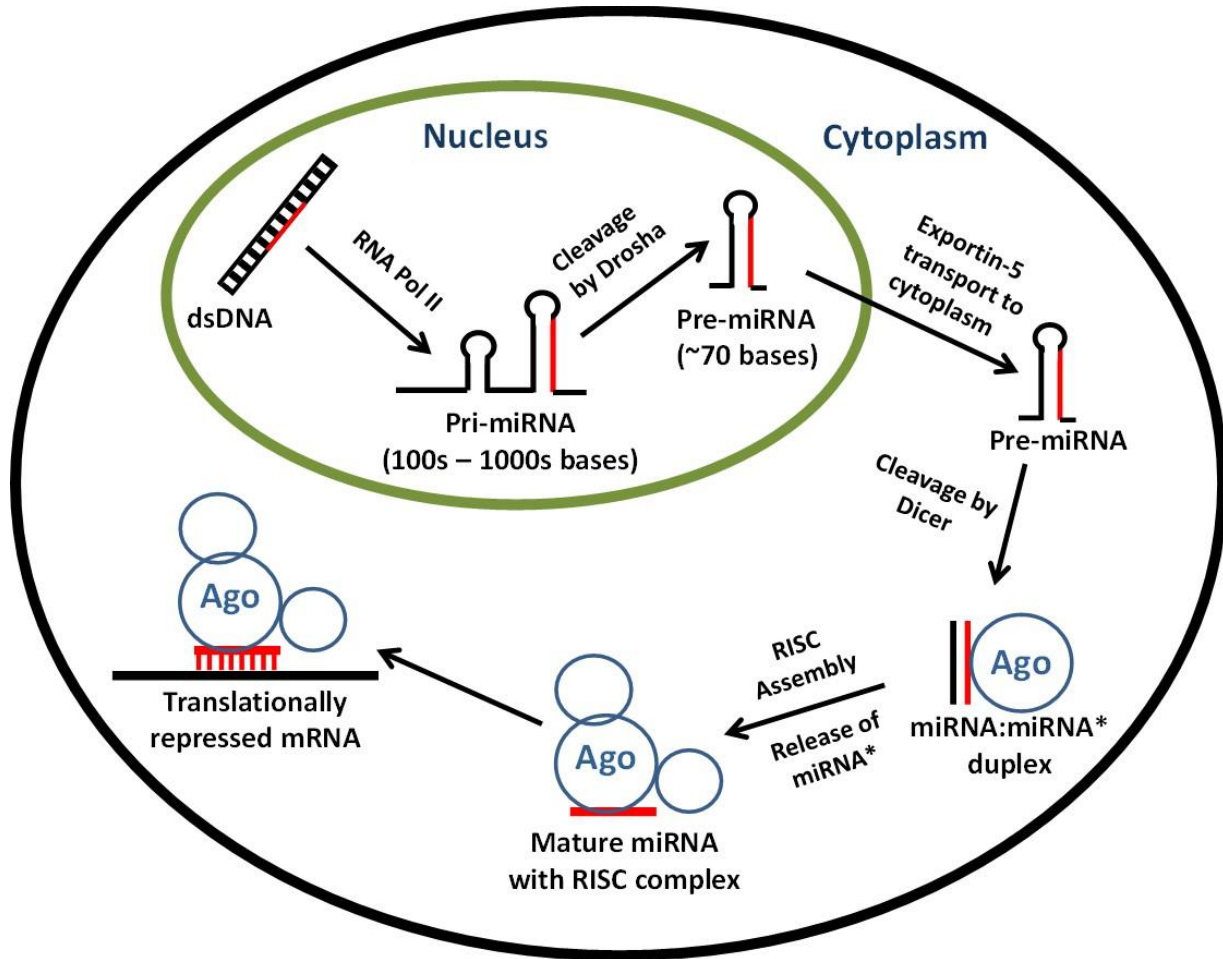 Nucleus
Cytoplasm
dsDNA
RNA Pol II
Pri-miRNA
(100s – 1000s bases)
Cleavage
by Drosha
Pre-miRNA
(~70 bases)
Exportin-5
transport to
cytoplasm
Pre-miRNA
Cleavage by
Dicer
Ago
miRNA:miRNA*
duplex
RISC
Assembly
Release of
miRNA*
Ago
Mature miRNA
with RISC complex
Ago
Translationally
repressed mRNA